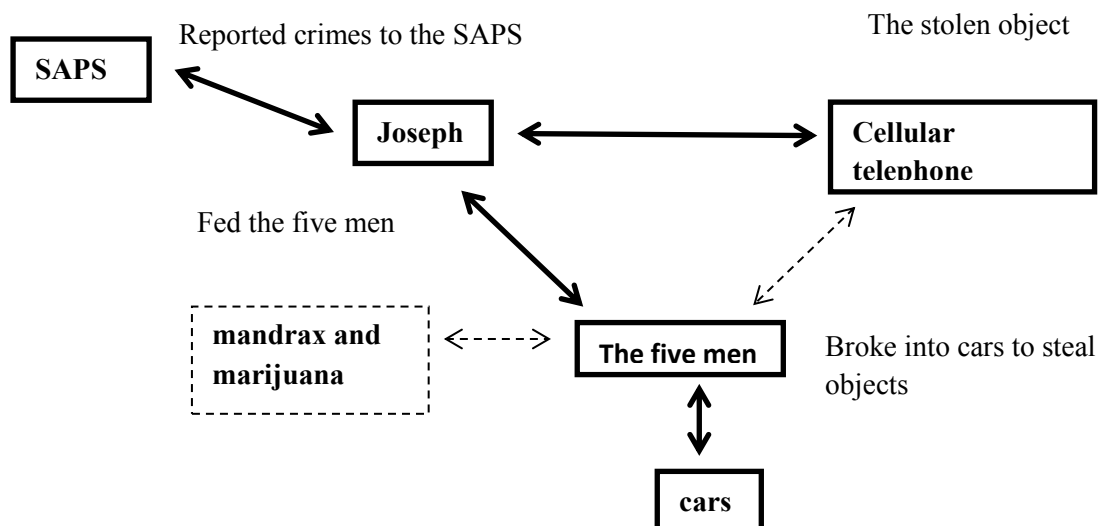 The stolen object
Reported crimes to the SAPS
SAPS
Joseph
Cellular
telephone
Fed the five men
mandrax and
marijuana
The five men
Broke into cars to steal
objects
cars